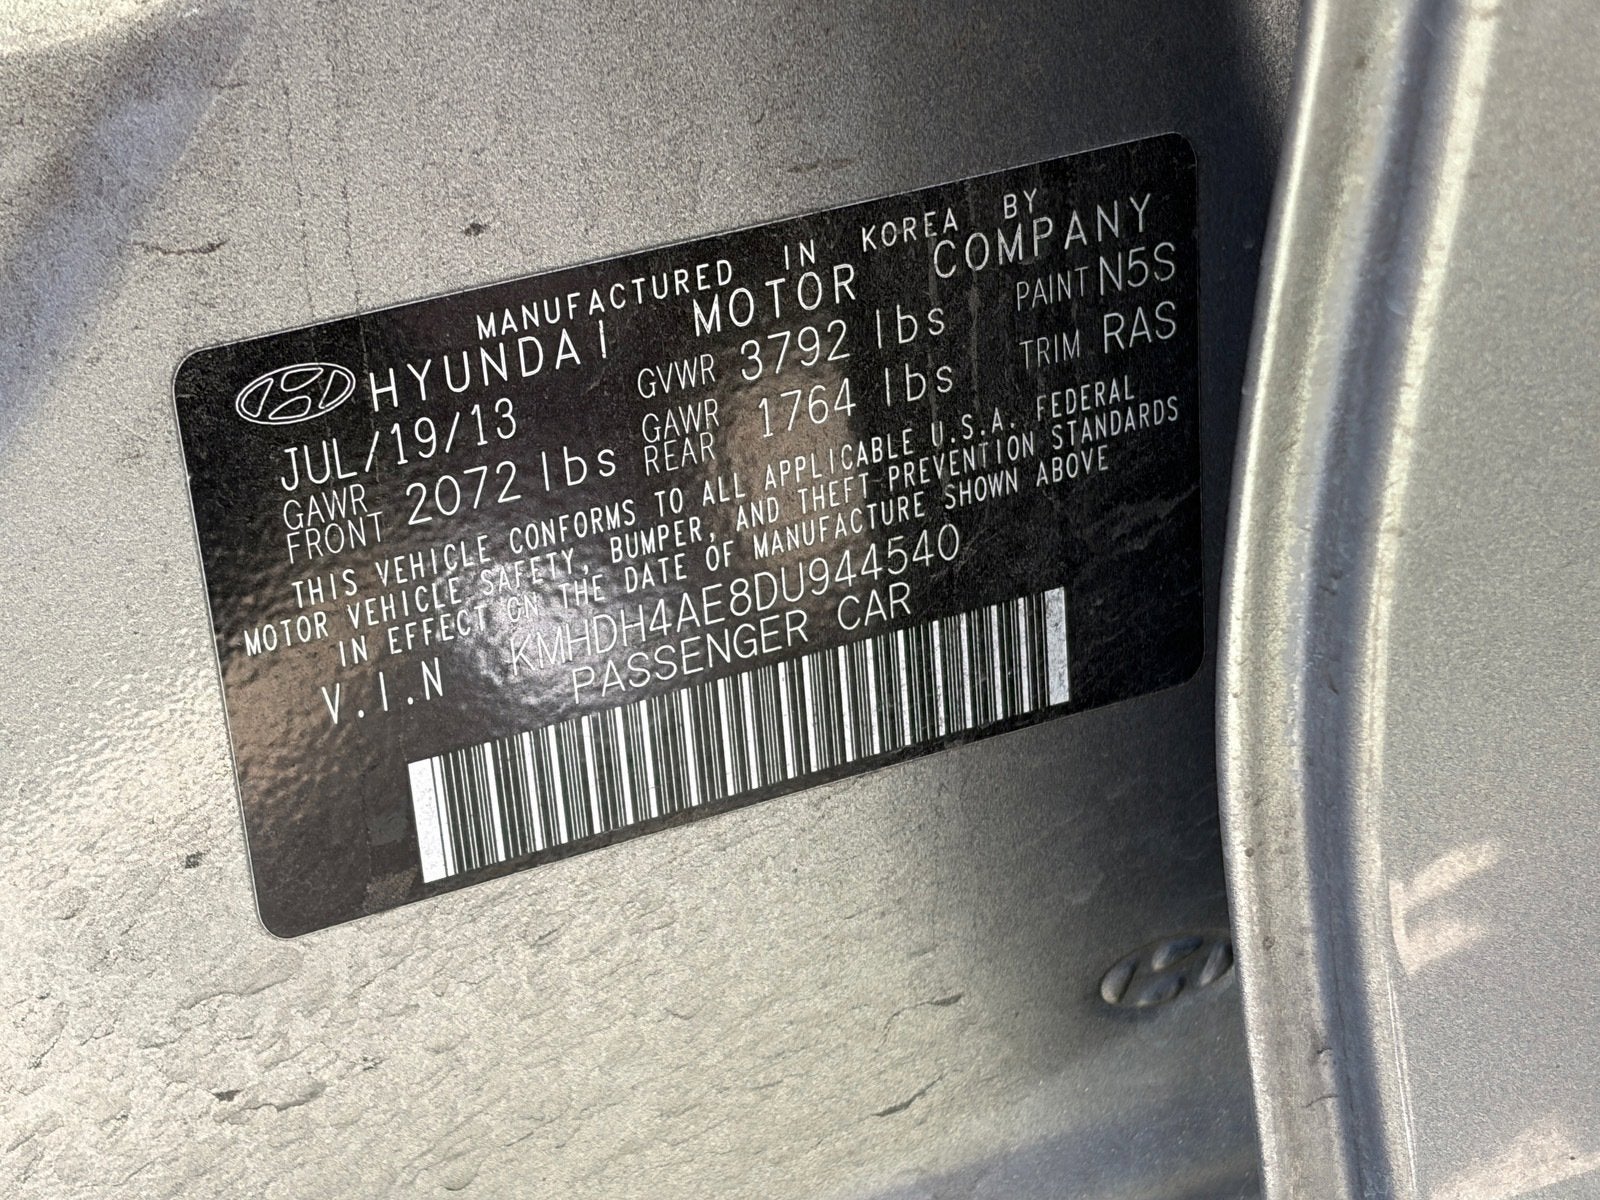 MANUFACTURED IN KOREA BY
HYUNDAI MOTOR COMPANY
JUL/19/13 GVWR 3792 lbs PAINT N5S
GAWR FRONT 2072 lbs GAWR REAR 1764 lbs TRIM RAS
THIS VEHICLE CONFORMS TO ALL APPLICABLE U.S.A. FEDERAL
MOTOR VEHICLE SAFETY, BUMPER, AND THEFT PREVENTION STANDARDS
IN EFFECT ON THE DATE OF MANUFACTURE SHOWN ABOVE
V.I.N KMHDH4AE8DU944540
PASSENGER CAR